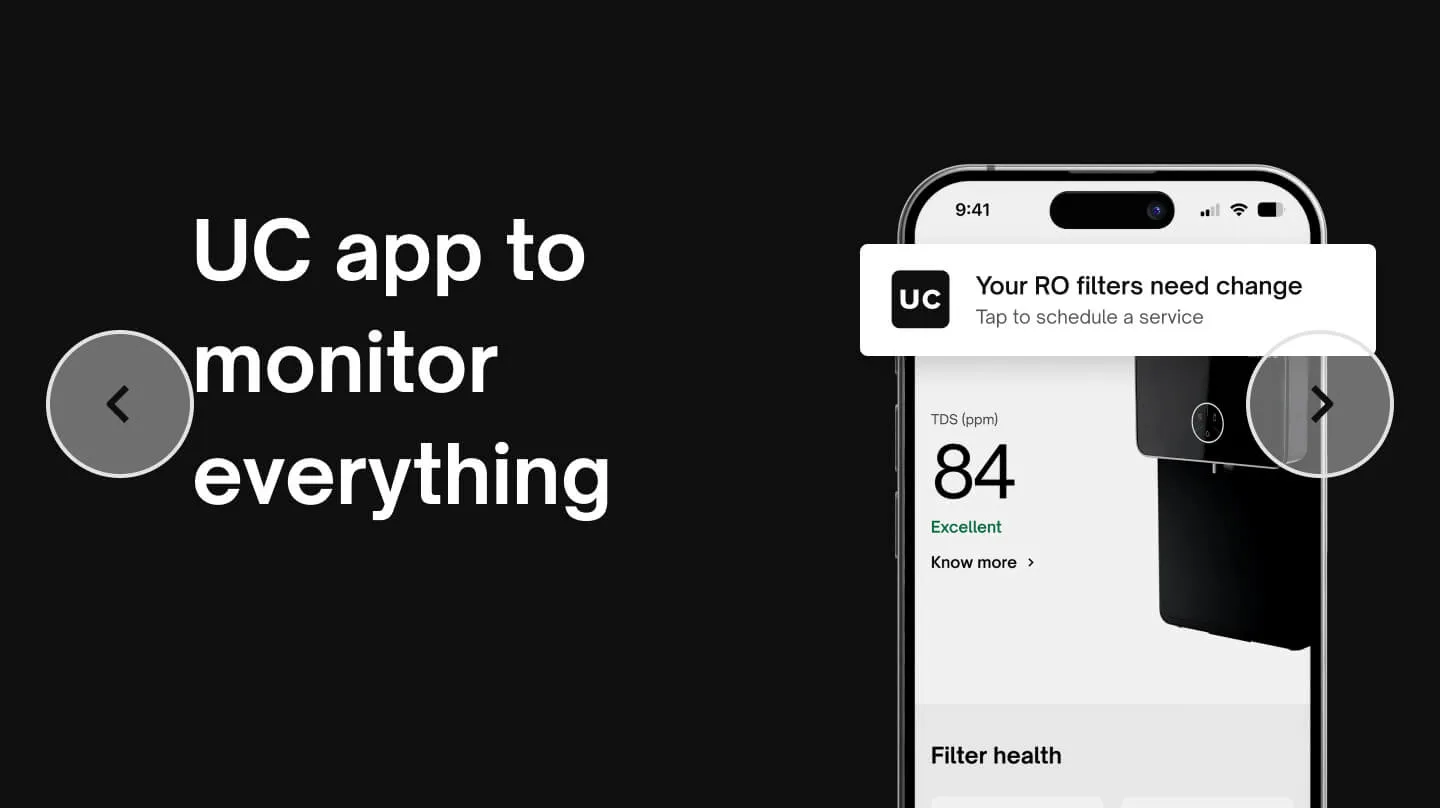 UC app to
monitor
everything
9:41
UC
Your RO filters need change
Tap to schedule a service
TDS (ppm)
84
Excellent
Know more
Filter health